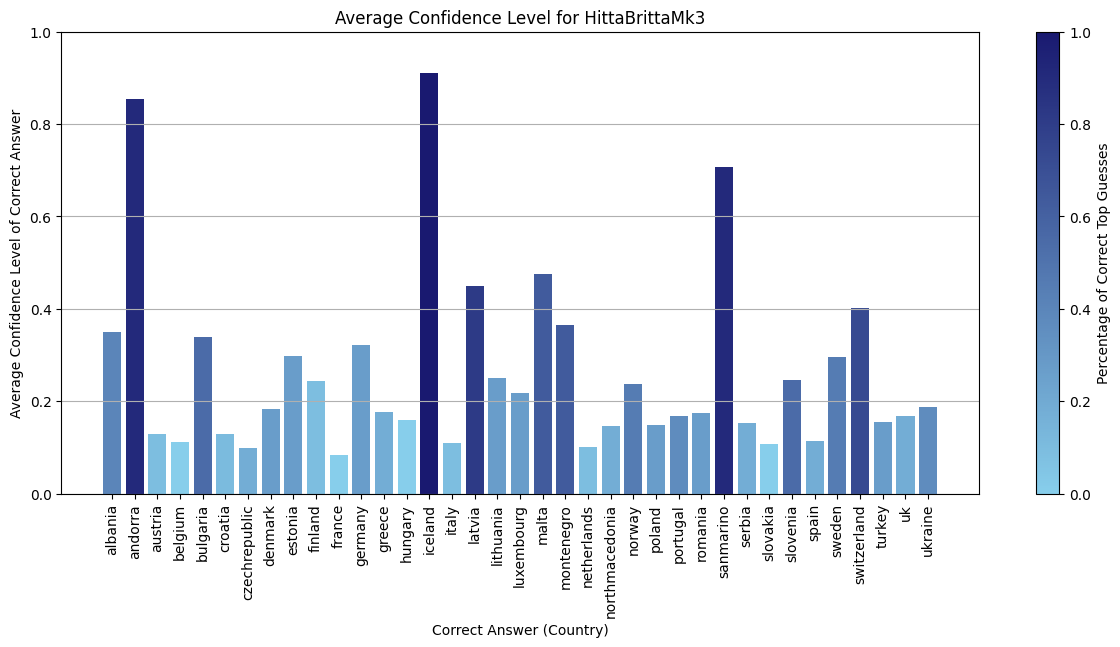 Average Confidence Level for HittaBrittaMk3
Average Confidence Level of Correct Answer
1.0
0.8
0.6
0.4
0.2
0.0
albania
andorra
austria
belgium
bulgaria
croatia
czechrepublic
denmark
estonia
finland
france
germany
greece
hungary
iceland
italy
latvia
lithuania
luxembourg
malta
montenegro
netherlands
northmacedonia
norway
poland
portugal
romania
sanmarino
serbia
slovakia
slovenia
spain
sweden
switzerland
turkey
uk
ukraine
Correct Answer (Country)
1.0
0.8
0.6
0.4
0.2
0.0
Percentage of Correct Top Guesses